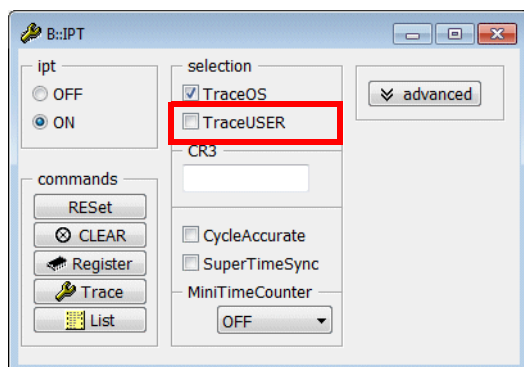 B::IPT
ipt
OFF
ON
commands
RESet
CLEAR
Register
Trace
List
selection
TraceOS
TraceUSER
CR3
CycleAccurate
SuperTimeSync
MiniTimeCounter
OFF
advanced